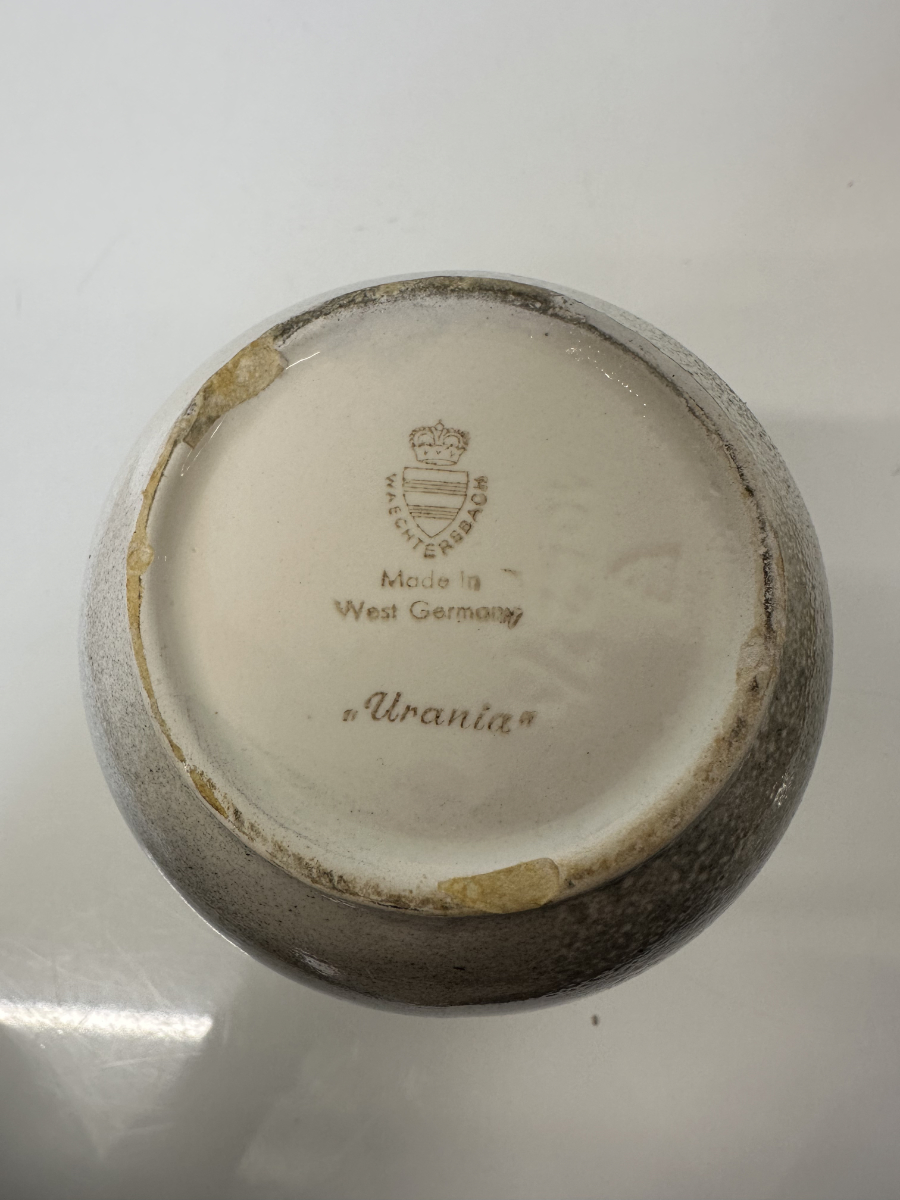 WAECHTERSBACH
Made in
West Germany
„Urania“